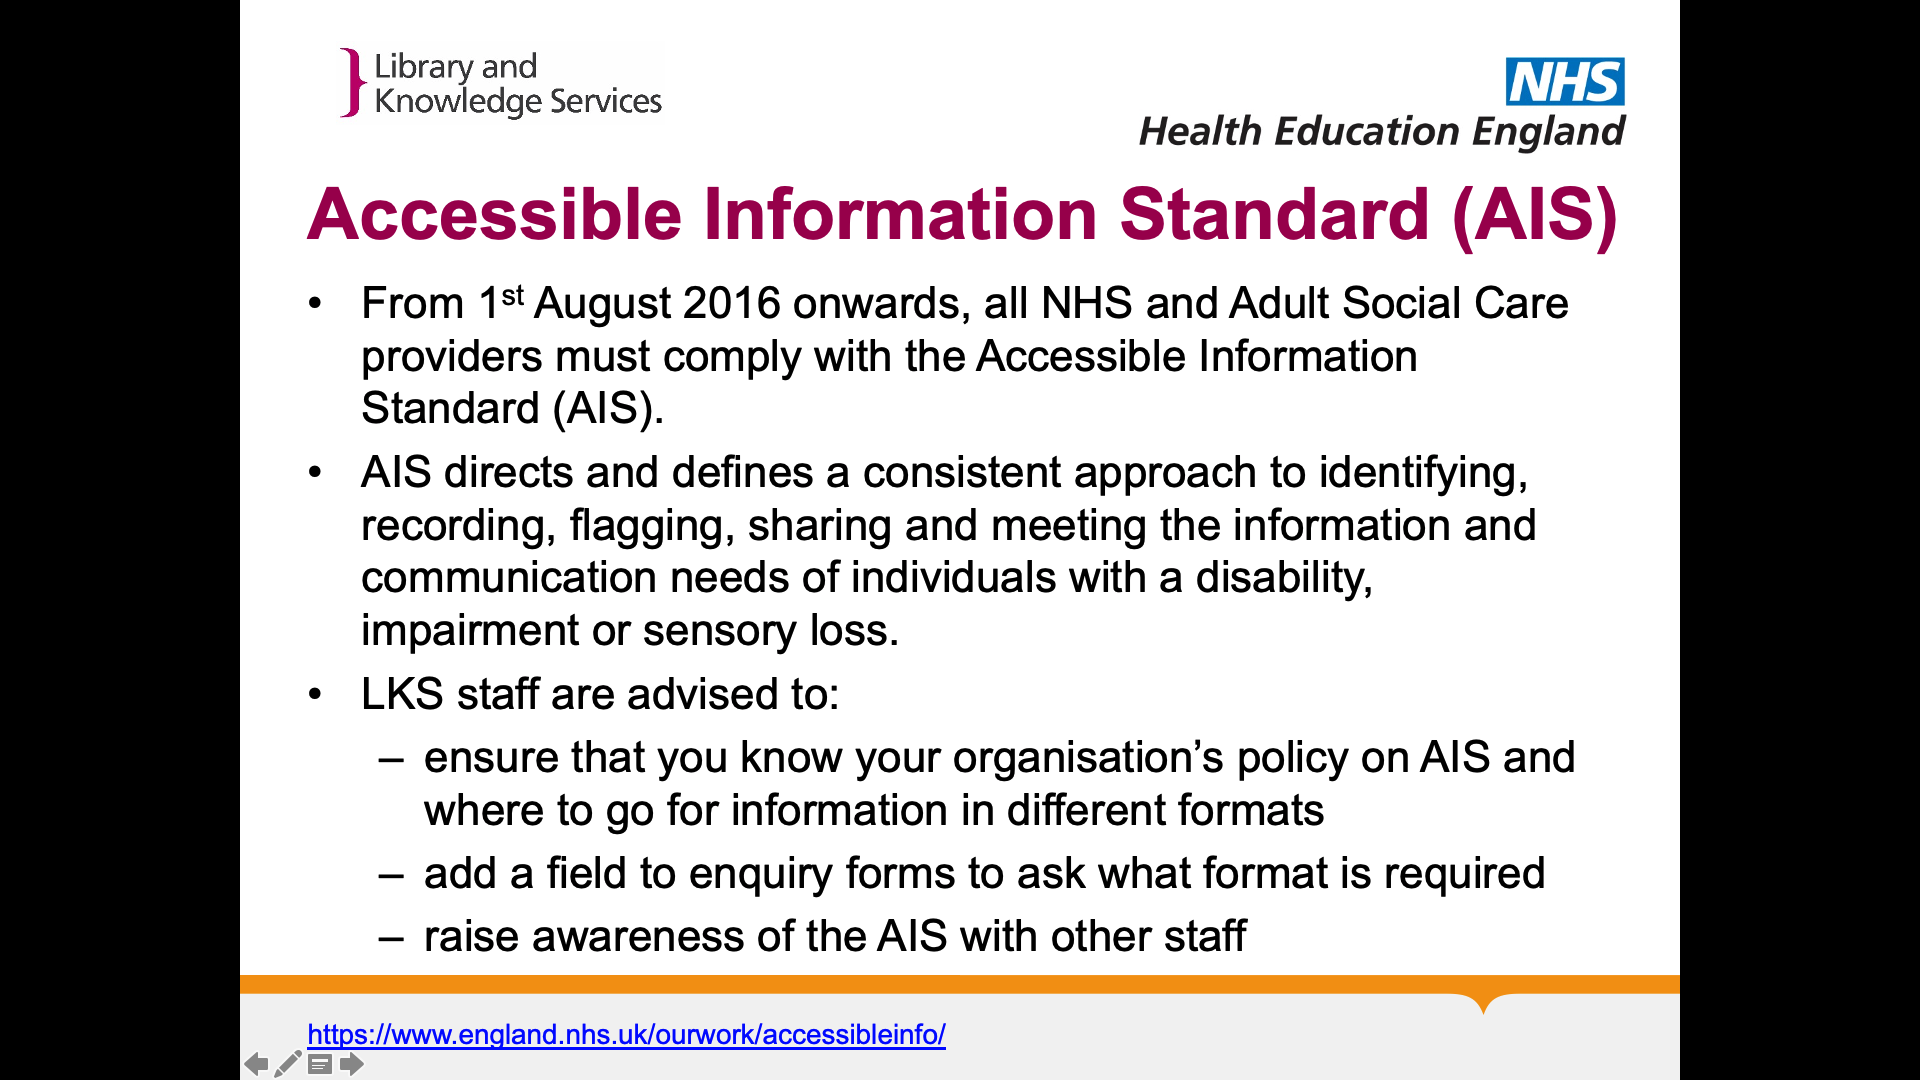 Library and
Knowledge Services
NHS
Health Education England
Accessible Information Standard (AIS)
• From 1st August 2016 onwards, all NHS and Adult Social Care
providers must comply with the Accessible Information
Standard (AIS).
• AIS directs and defines a consistent approach to identifying,
recording, flagging, sharing and meeting the information and
communication needs of individuals with a disability,
impairment or sensory loss.
• LKS staff are advised to:
– ensure that you know your organisation’s policy on AIS and
where to go for information in different formats
– add a field to enquiry forms to ask what format is required
– raise awareness of the AIS with other staff
https://www.england.nhs.uk/ourwork/accessibleinfo/